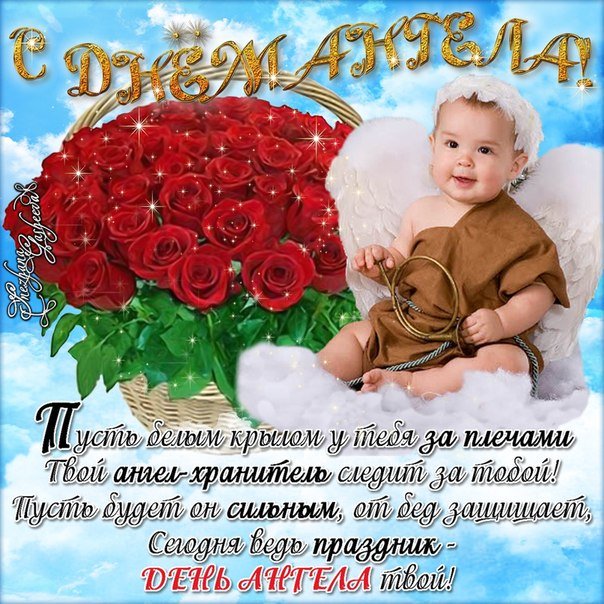 С ДНЁМ АНГЕЛА!
Пусть белым крылом у тебя за плечами
Твой ангел-хранитель следит за тобой!
Пусть будет он сильным, от бед защищает,
Сегодня ведь праздник -
ДЕНЬ АНГЕЛА твой!